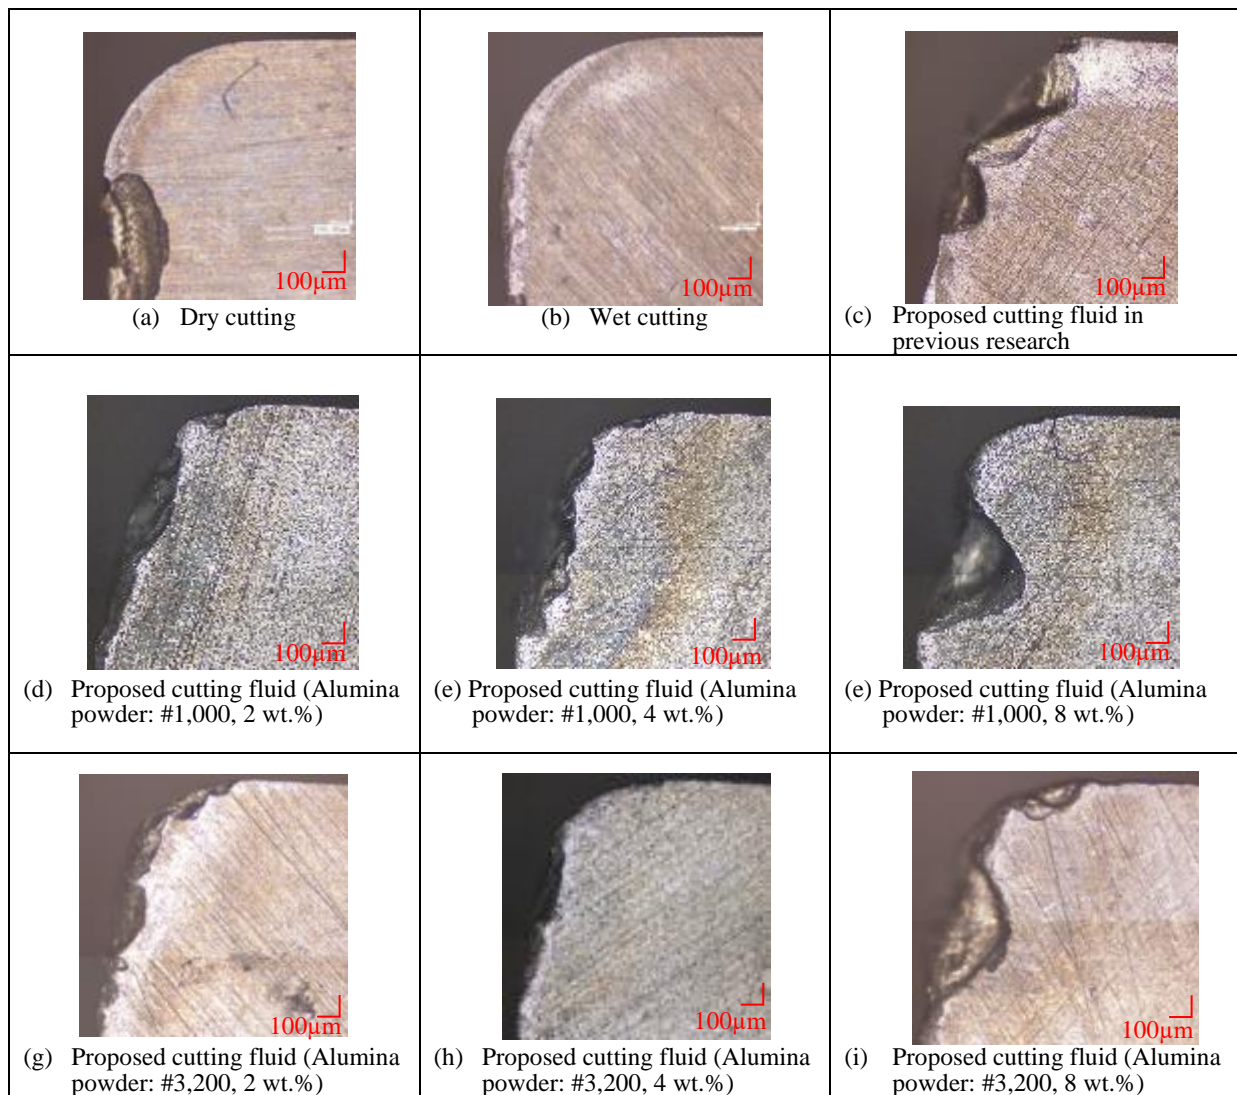 100µm
100µm
100µm
(a) Dry cutting
(b) Wet cutting
(c) Proposed cutting fluid in
previous research
100µm
100µm
100µm
(d) Proposed cutting fluid (Alumina
powder: #1,000, 2 wt.%)
(e) Proposed cutting fluid (Alumina
powder: #1,000, 4 wt.%)
(e) Proposed cutting fluid (Alumina
powder: #1,000, 8 wt.%)
100µm
100µm
100µm
(g) Proposed cutting fluid (Alumina
powder: #3,200, 2 wt.%)
(h) Proposed cutting fluid (Alumina
powder: #3,200, 4 wt.%)
(i) Proposed cutting fluid (Alumina
powder: #3,200, 8 wt.%)